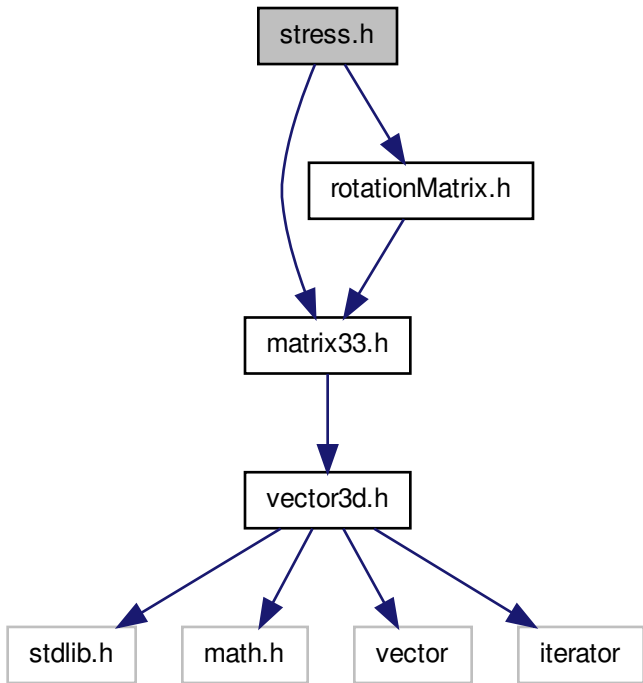 stress.h
rotationMatrix.h
matrix33.h
vector3d.h
stdlib.h
math.h
vector
iterator